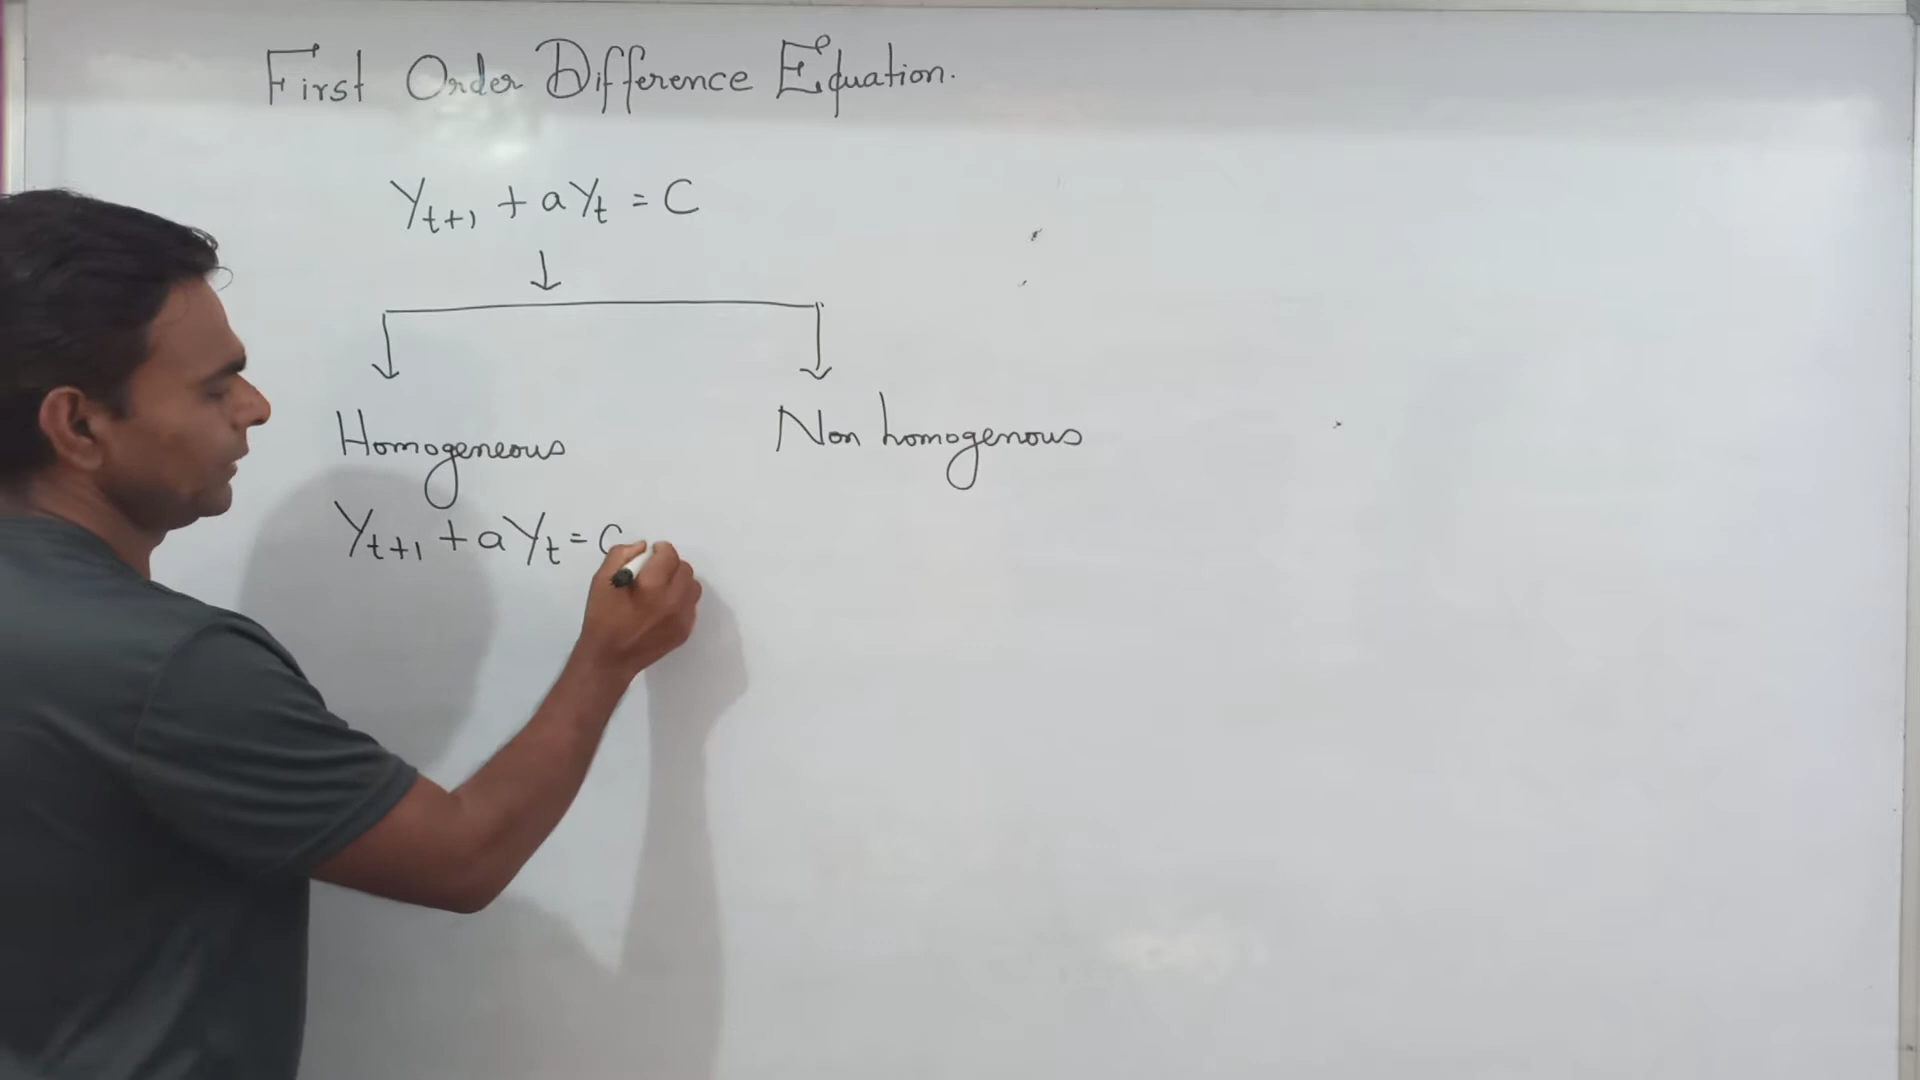 First Order Difference Equation.
Yt+1 + aYt = C
Homogeneous
Non homogenous
Yt+1 + aYt =